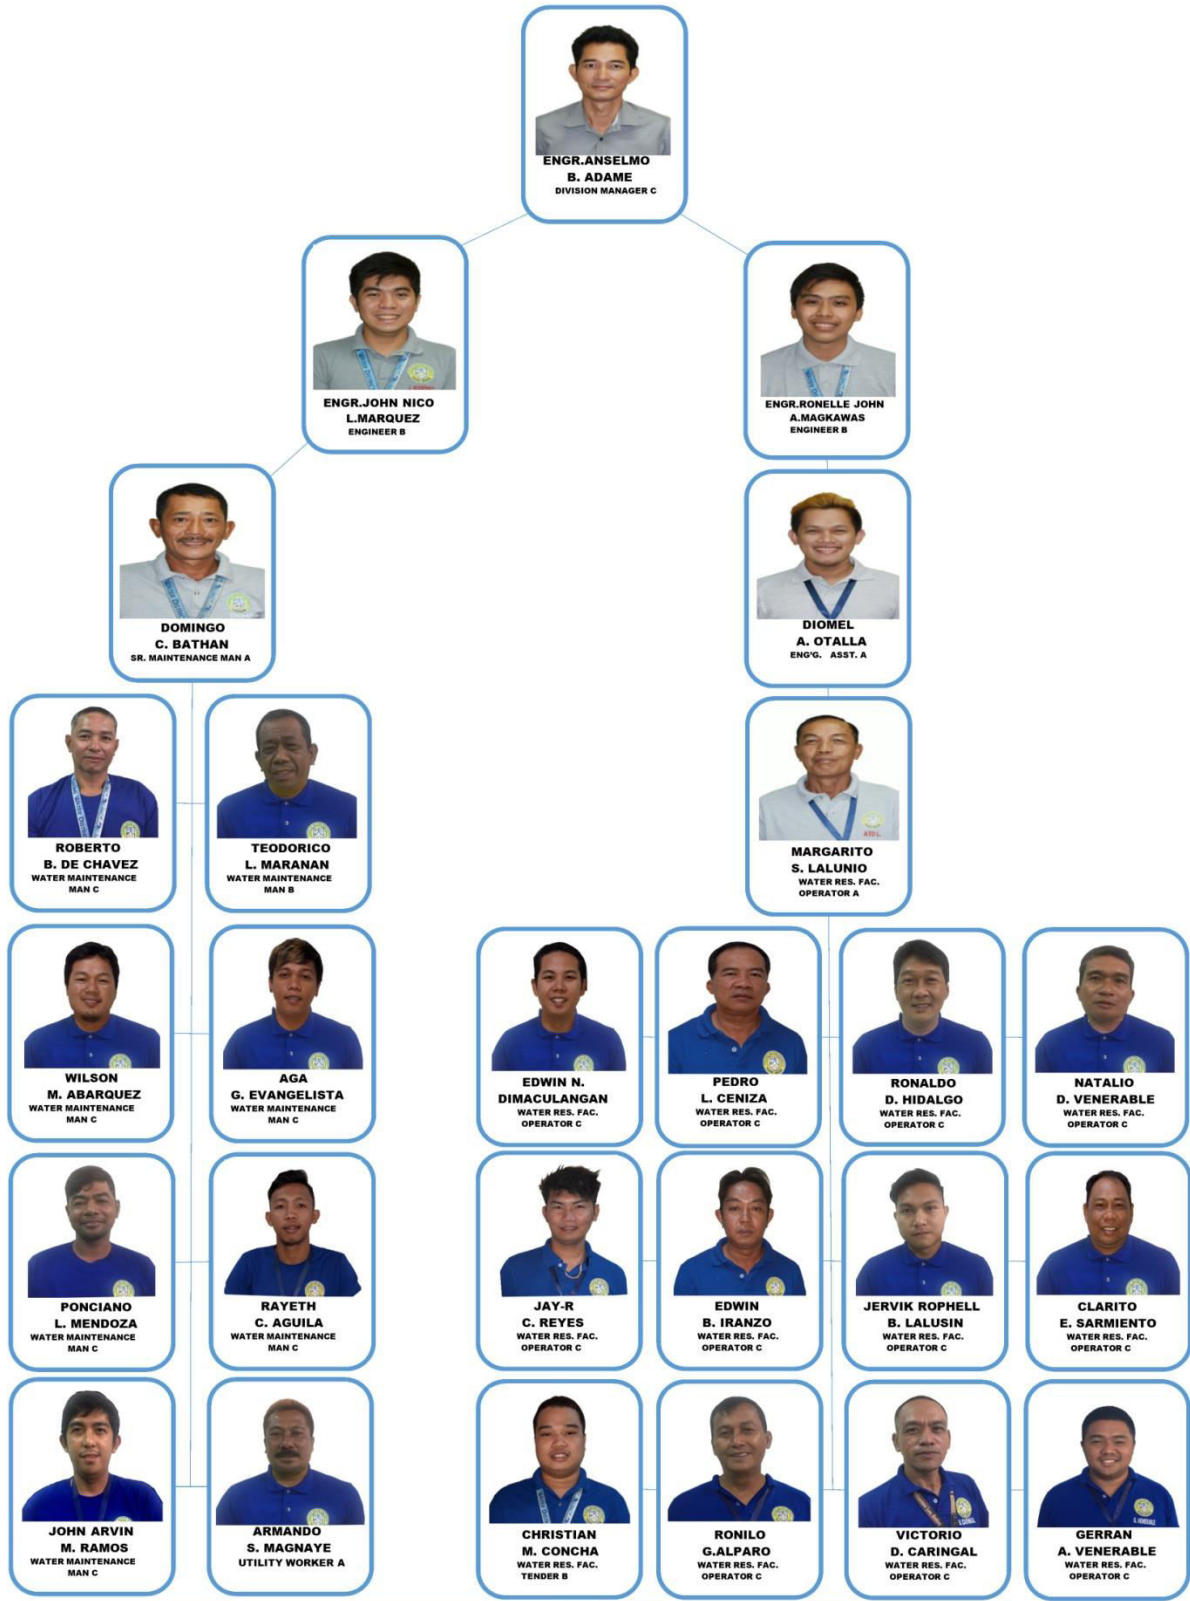 ENGR.ANSELMO
B. ADAME
DIVISION MANAGER C
ENGR.JOHN NICO
L.MARQUEZ
ENGINEER B
ENGR.RONELLE JOHN
A.MAGKAWAS
ENGINEER B
DOMINGO
C. BATHAN
SR. MAINTENANCE MAN A
DIOMEL
A. OTALLA
ENG'G. ASST. A
ROBERTO
B. DE CHAVEZ
WATER MAINTENANCE
MAN C
TEODORICO
L. MARANAN
WATER MAINTENANCE
MAN B
ATO L.
MARGARITO
S. LALUNIO
WATER RES. FAC.
OPERATOR A
WILSON
M. ABARQUEZ
WATER MAINTENANCE
MAN C
AGA
G. EVANGELISTA
WATER MAINTENANCE
MAN C
EDWIN N.
DIMACULANGAN
WATER RES. FAC.
OPERATOR C
PEDRO
L. CENIZA
WATER RES. FAC.
OPERATOR C
RONALDO
D. HIDALGO
WATER RES. FAC.
OPERATOR C
NATALIO
D. VENERABLE
WATER RES. FAC.
OPERATOR C
PONCIANO
L. MENDOZA
WATER MAINTENANCE
MAN C
RAYETH
C. AGUILA
WATER MAINTENANCE
MAN C
JAY-R
C. REYES
WATER RES. FAC.
OPERATOR C
EDWIN
B. IRANZO
WATER RES. FAC.
OPERATOR C
JERVIK ROPHELL
B. LALUSIN
WATER RES. FAC.
OPERATOR C
CLARITO
E. SARMIENTO
WATER RES. FAC.
OPERATOR C
JOHN ARVIN
M. RAMOS
WATER MAINTENANCE
MAN C
ARMANDO
S. MAGNAYE
UTILITY WORKER A
CHRISTIAN
M. CONCHA
WATER RES. FAC.
TENDER B
RONILO
G.ALPARO
WATER RES. FAC.
OPERATOR C
VICTORIO
D. CARINGAL
WATER RES. FAC.
OPERATOR C
G. VENERABLE
GERRAN
A. VENERABLE
WATER RES. FAC.
OPERATOR C